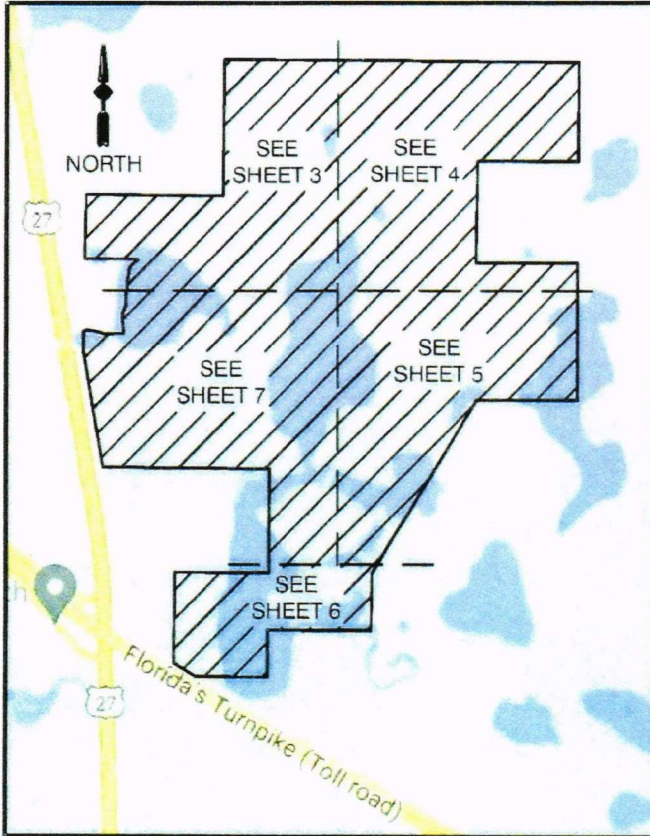 NORTH
27
SEE
SHEET 3
SEE
SHEET 4
SEE
SHEET 7
SEE
SHEET 5
SEE
SHEET 6
27
Florida's Turnpike (Toll road)